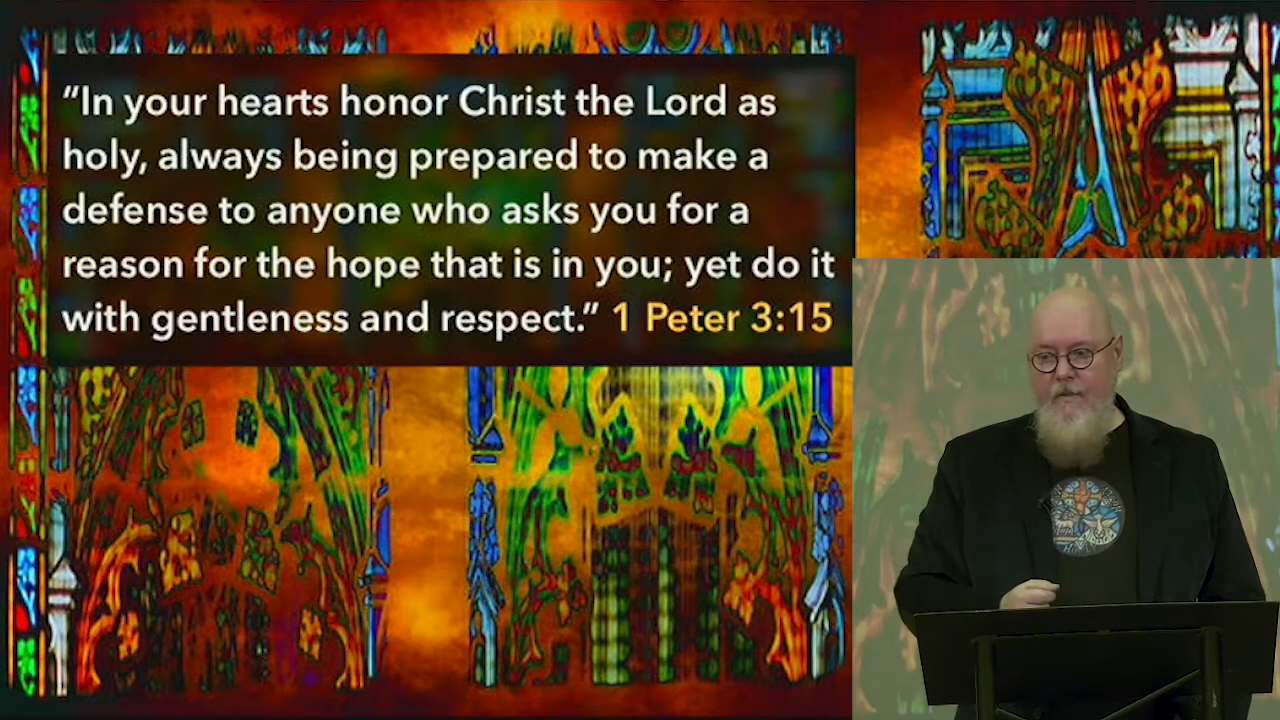 “In your hearts honor Christ the Lord as
holy, always being prepared to make a
defense to anyone who asks you for a
reason for the hope that is in you; yet do it
with gentleness and respect.” 1 Peter 3:15